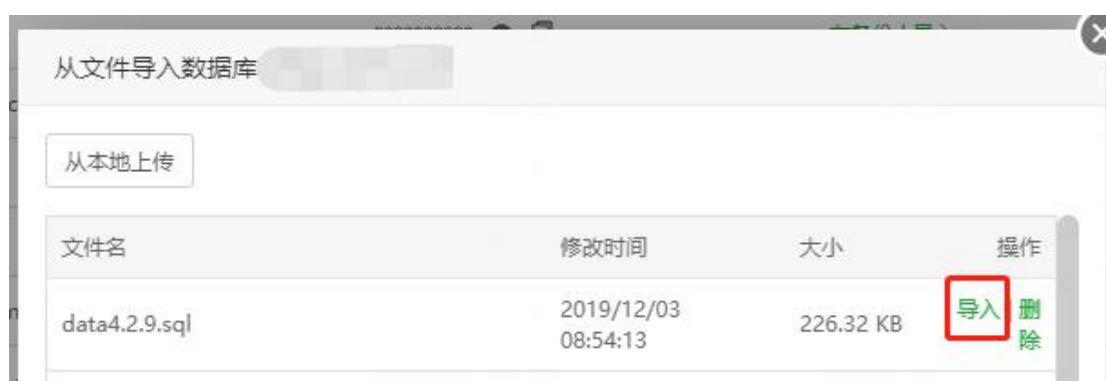 从文件导入数据库
从本地上传
文件名 修改时间 大小 操作
data4.2.9.sql 2019/12/03 08:54:13 226.32 KB 导入 | 删除